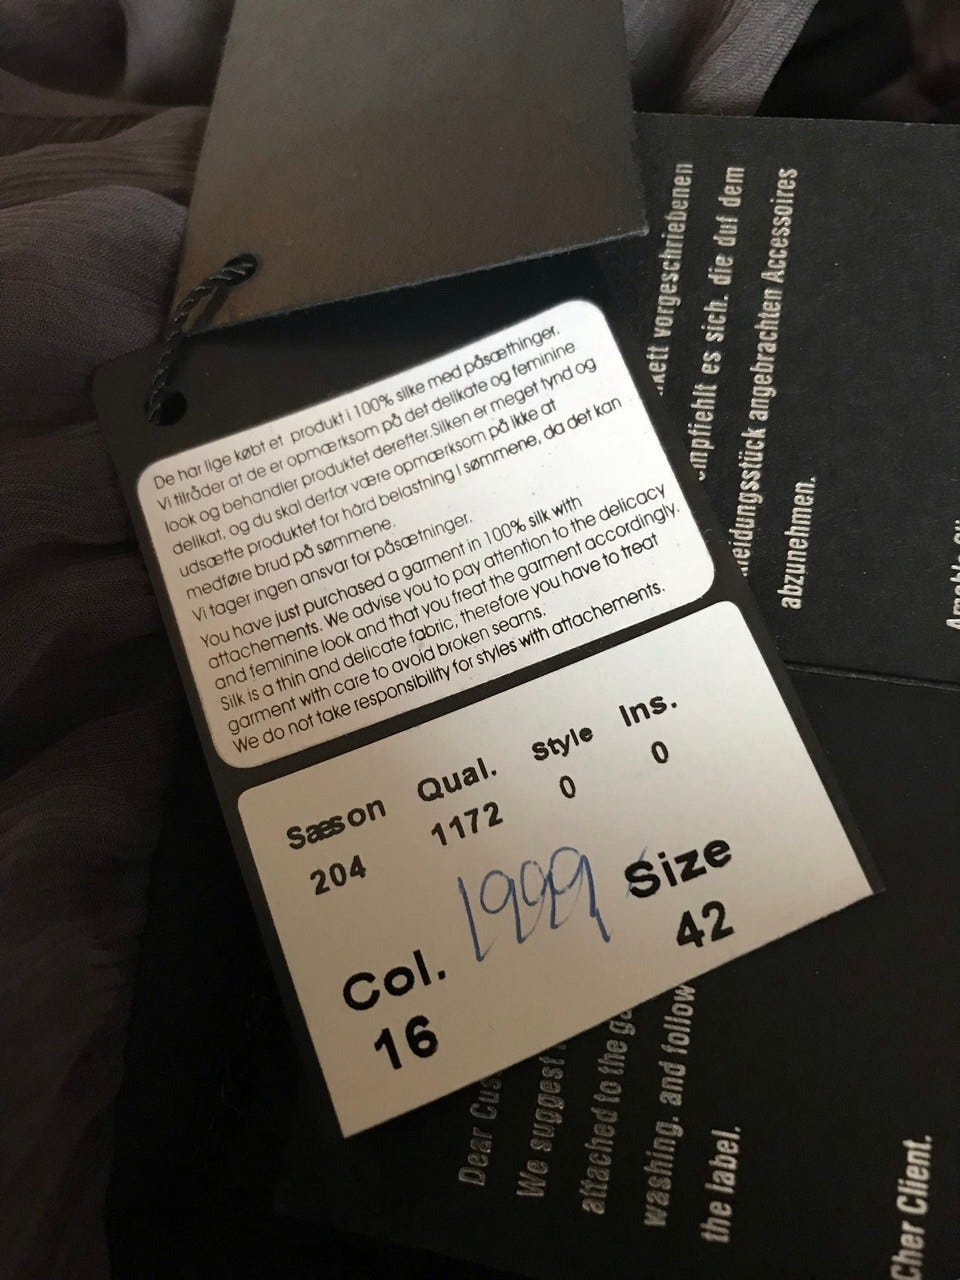 De har lige købt et produkt i 100% silke med påsæthinger.
Vi tilråder at de er opmærksom på det delikate og feminine
look og behandler produktet derefter.Silken er meget tynd og
delikat, og du skal derfor være opmærksom på ikke at
udsætte produktet for hård belastning i sømmene, da det kan
medføre brud på sømmene.
Vi tager ingen ansvar for påsætninger.
You have just purchased a garment in 100% silk with
attachements. We advise you to pay attention to the delicacy
and feminine look and that you treat the garment accordingly.
Silk is a thin and delicate fabric, therefore you have to treat
garment with care to avoid broken seams.
We do not take responsibility for styles with attachements.
Sæson Qual. Style Ins.
204 1172 0 0
1999
Col. Size
16 42
vorgeschriebenen
es sich, die auf dem
angebrachten Accessoires
abzunehmen.
Dear
We suggest
attached to the
washing, and follow
the label.
Cher Client.